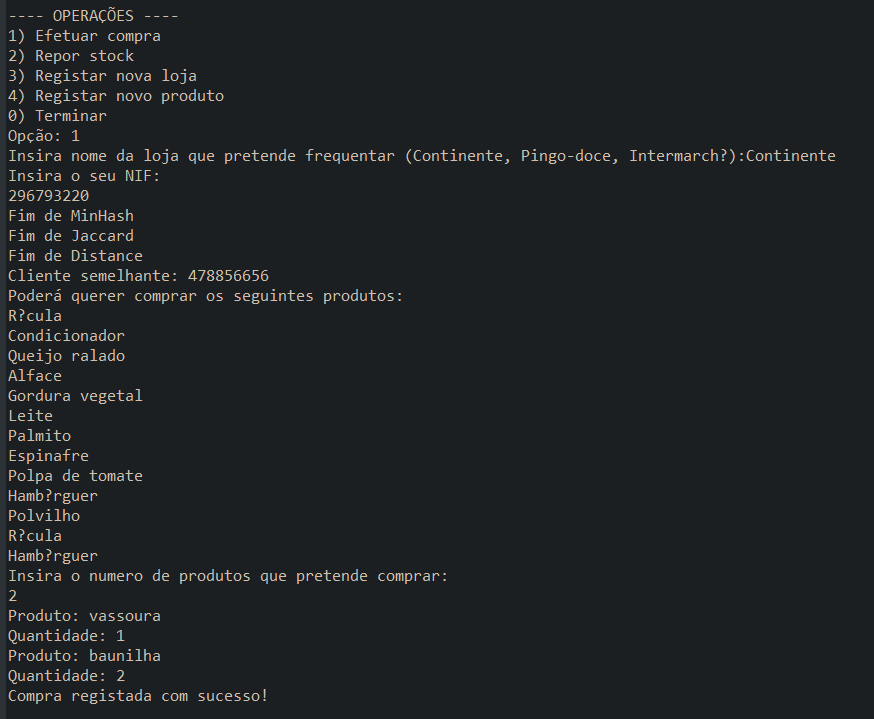 ---- OPERAÇÕES ----
1) Efetuar compra
2) Repor stock
3) Registar nova loja
4) Registar novo produto
0) Terminar
Opção: 1
Insira nome da loja que pretende frequentar (Continente, Pingo-doce, Intermarch?):Continente
Insira o seu NIF:
296793220
Fim de MinHash
Fim de Jaccard
Fim de Distance
Cliente semelhante: 478856656
Poderá querer comprar os seguintes produtos:
R?cula
Condicionador
Queijo ralado
Alface
Gordura vegetal
Leite
Palmito
Espinafre
Polpa de tomate
Hamb?rguer
Polvilho
R?cula
Hamb?rguer
Insira o numero de produtos que pretende comprar:
2
Produto: vassoura
Quantidade: 1
Produto: baunilha
Quantidade: 2
Compra registada com sucesso!